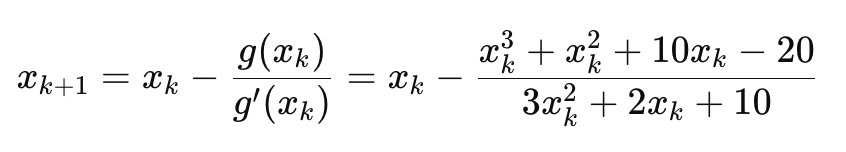 x_{k+1} = x_k - \frac{g(x_k)}{g'(x_k)} = x_k - \frac{x_k^3 + x_k^2 + 10x_k - 20}{3x_k^2 + 2x_k + 10}